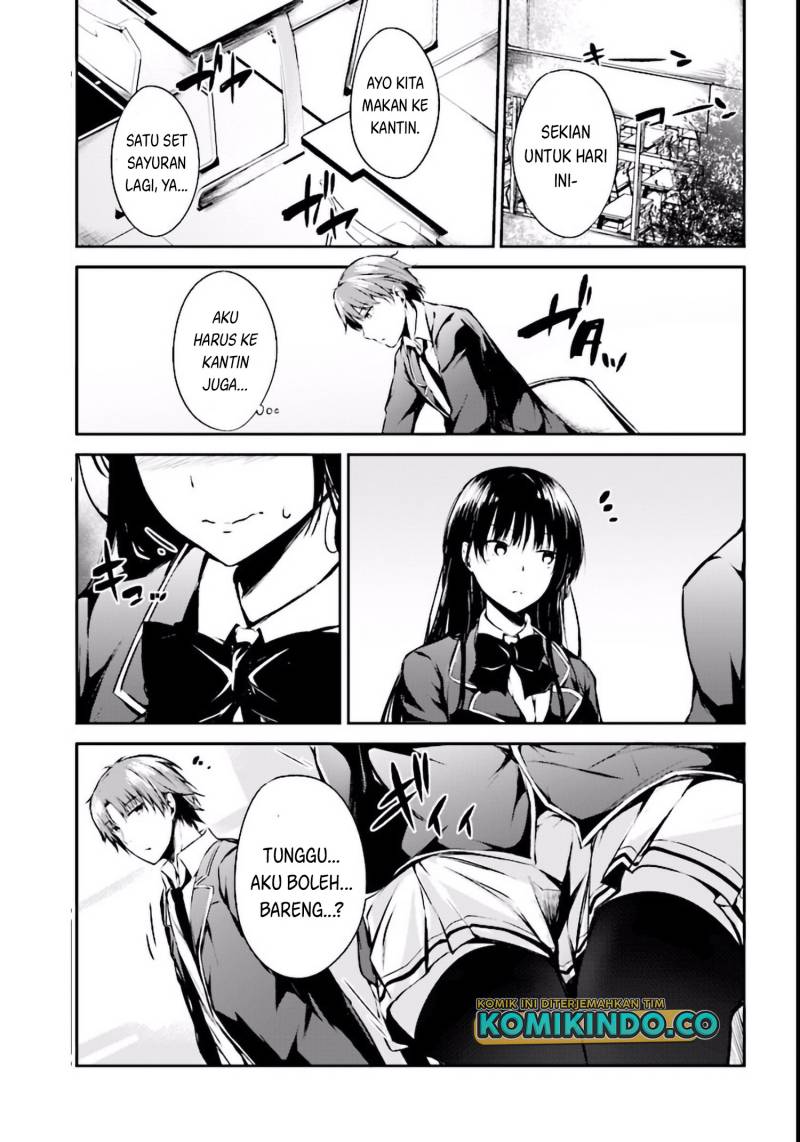 SEKIAN
UNTUK HARI
INI-
AYO KITA
MAKAN KE
KANTIN.
SATU SET
SAYURAN
LAGI, YA...
AKU
HARUS KE
KANTIN
JUGA...
TUNGGU...
AKU BOLEH...
BARENG...?
KOMIK INI DITERJEMAHKAN TIM
KOMIKINDO.CO